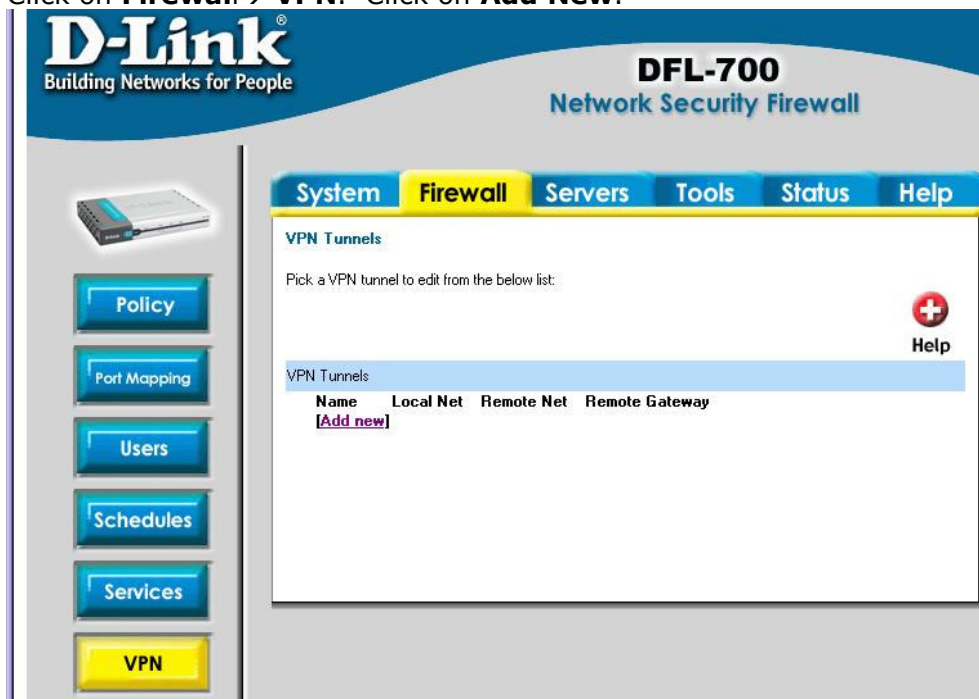 Click on Firewall → VPN. Click on Add New.
D-Link®
Building Networks for People
DFL-700
Network Security Firewall
System Firewall Servers Tools Status Help
VPN Tunnels
Pick a VPN tunnel to edit from the below list:
Help
VPN Tunnels
Name Local Net Remote Net Remote Gateway
[Add new]
Policy
Port Mapping
Users
Schedules
Services
VPN